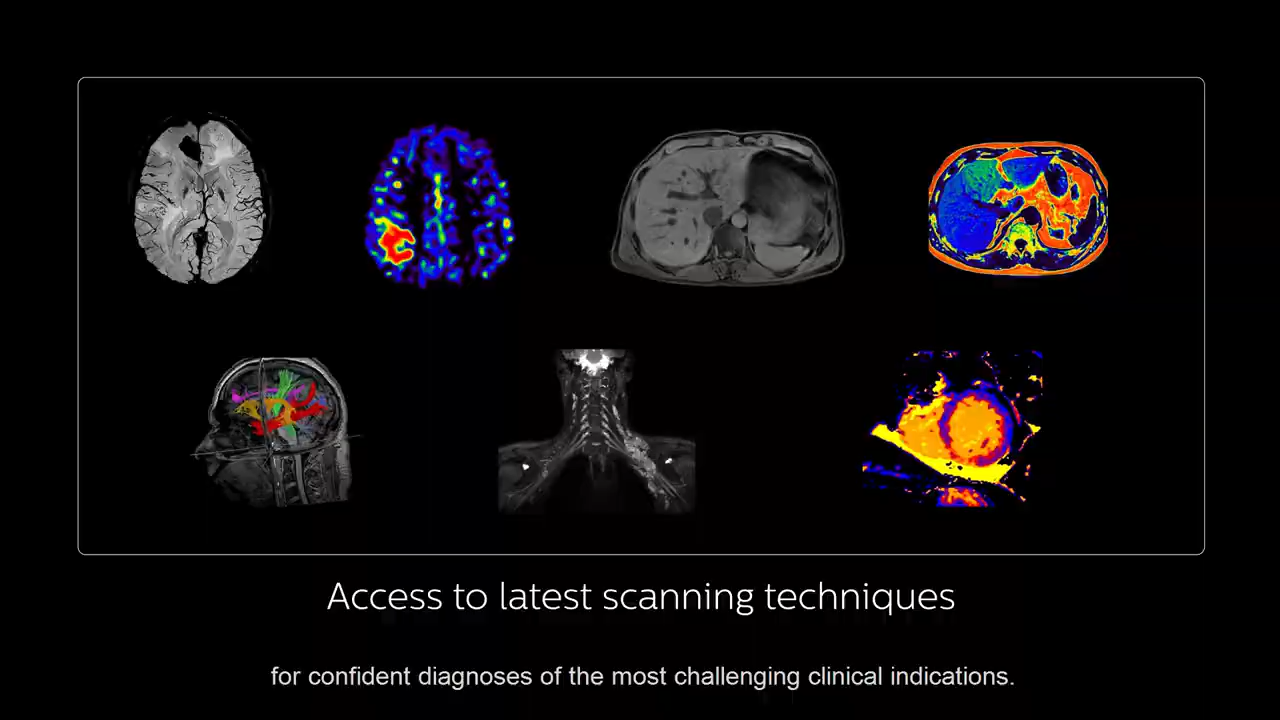 Access to latest scanning techniques
for confident diagnoses of the most challenging clinical indications.